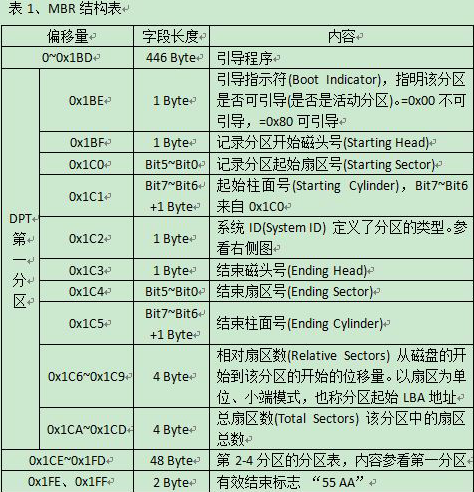 表 1、MBR 结构表
偏移量 字段长度 内容
0~0x1BD 446 Byte 引导程序
DPT
第
一
分
区
0x1BE 1 Byte 引导指示符(Boot Indicator)，指明该分区
是否可引导(是否是活动分区)。=0x00 不可
引导，=0x80 可引导
0x1BF 1 Byte 记录分区开始磁头号(Starting Head)
0x1C0 Bit5~Bit0 记录分区起始扇区号(Starting Sector)
0x1C1 Bit7~Bit6
+1 Byte
起始柱面号(Starting Cylinder)，Bit7~Bit6
来自 0x1C0
0x1C2 1 Byte 系统 ID(System ID) 定义了分区的类型。参
看右侧图
0x1C3 1 Byte 结束磁头号(Ending Head)
0x1C4 Bit5~Bit0 结束扇区号(Ending Sector)
0x1C5 Bit7~Bit6
+1 Byte
结束柱面号(Ending Cylinder)
0x1C6~0x1C9 4 Byte 相对扇区数(Relative Sectors) 从磁盘的开
始到该分区的开始的位移量。以扇区为单
位、小端模式，也称分区起始 LBA 地址
0x1CA~0x1CD 4 Byte 总扇区数(Total Sectors) 该分区中的扇区
总数
0x1CE~0x1FD 48 Byte 第 2-4 分区的分区表，内容参看第一分区
0x1FE、0x1FF 2 Byte 有效结束标志 “55 AA”